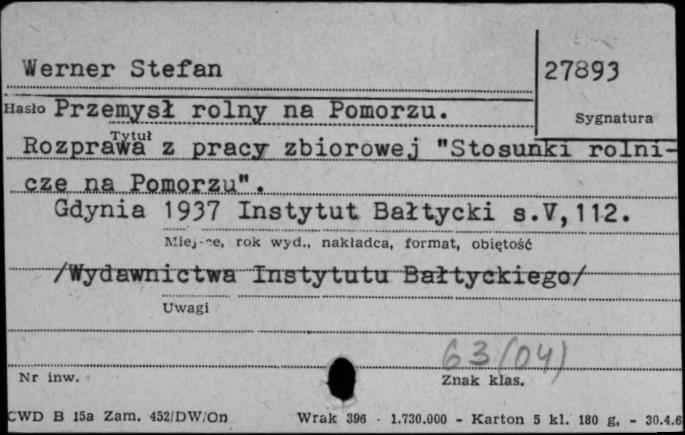 Werner Stefan
27893
Hasło Przemysł rolny na Pomorzu.
Sygnatura
Tytuł
Rozprawa z pracy zbiorowej "Stosunki rolni-
cze na Pomorzu".
Gdynia 1937 Instytut Bałtycki s.V,112.
Miejsce, rok wyd., nakładca, format, obiętość
/Wydawnictwa Instytutu Bałtyckiego/
Uwagi
63(04)
Nr inw.
Znak klas.
CWD B 15a Zam. 452/DW/On Wrak 396 - 1.730.000 - Karton 5 kl. 180 g, - 30.4.6